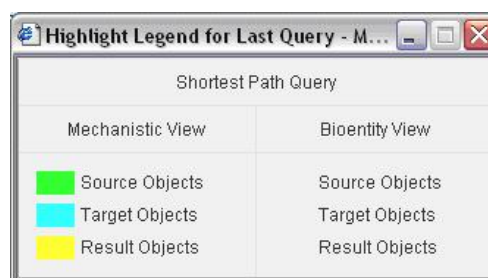 Highlight Legend for Last Query - M...
Shortest Path Query
Mechanistic View Bioentity View
Source Objects Source Objects
Target Objects Target Objects
Result Objects Result Objects